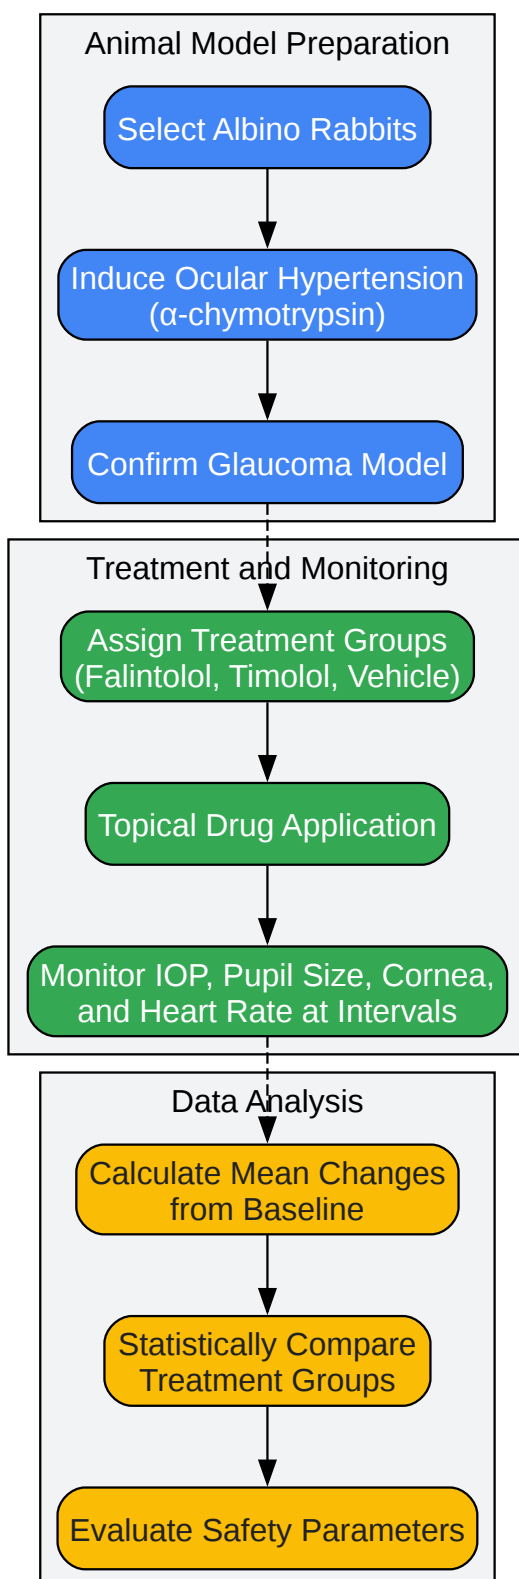 Animal Model Preparation
Select Albino Rabbits
Induce Ocular Hypertension
(α-chymotrypsin)
Confirm Glaucoma Model
Treatment and Monitoring
Assign Treatment Groups
(Falintolol, Timolol, Vehicle)
Topical Drug Application
Monitor IOP, Pupil Size, Cornea,
and Heart Rate at Intervals
Data Analysis
Calculate Mean Changes
from Baseline
Statistically Compare
Treatment Groups
Evaluate Safety Parameters